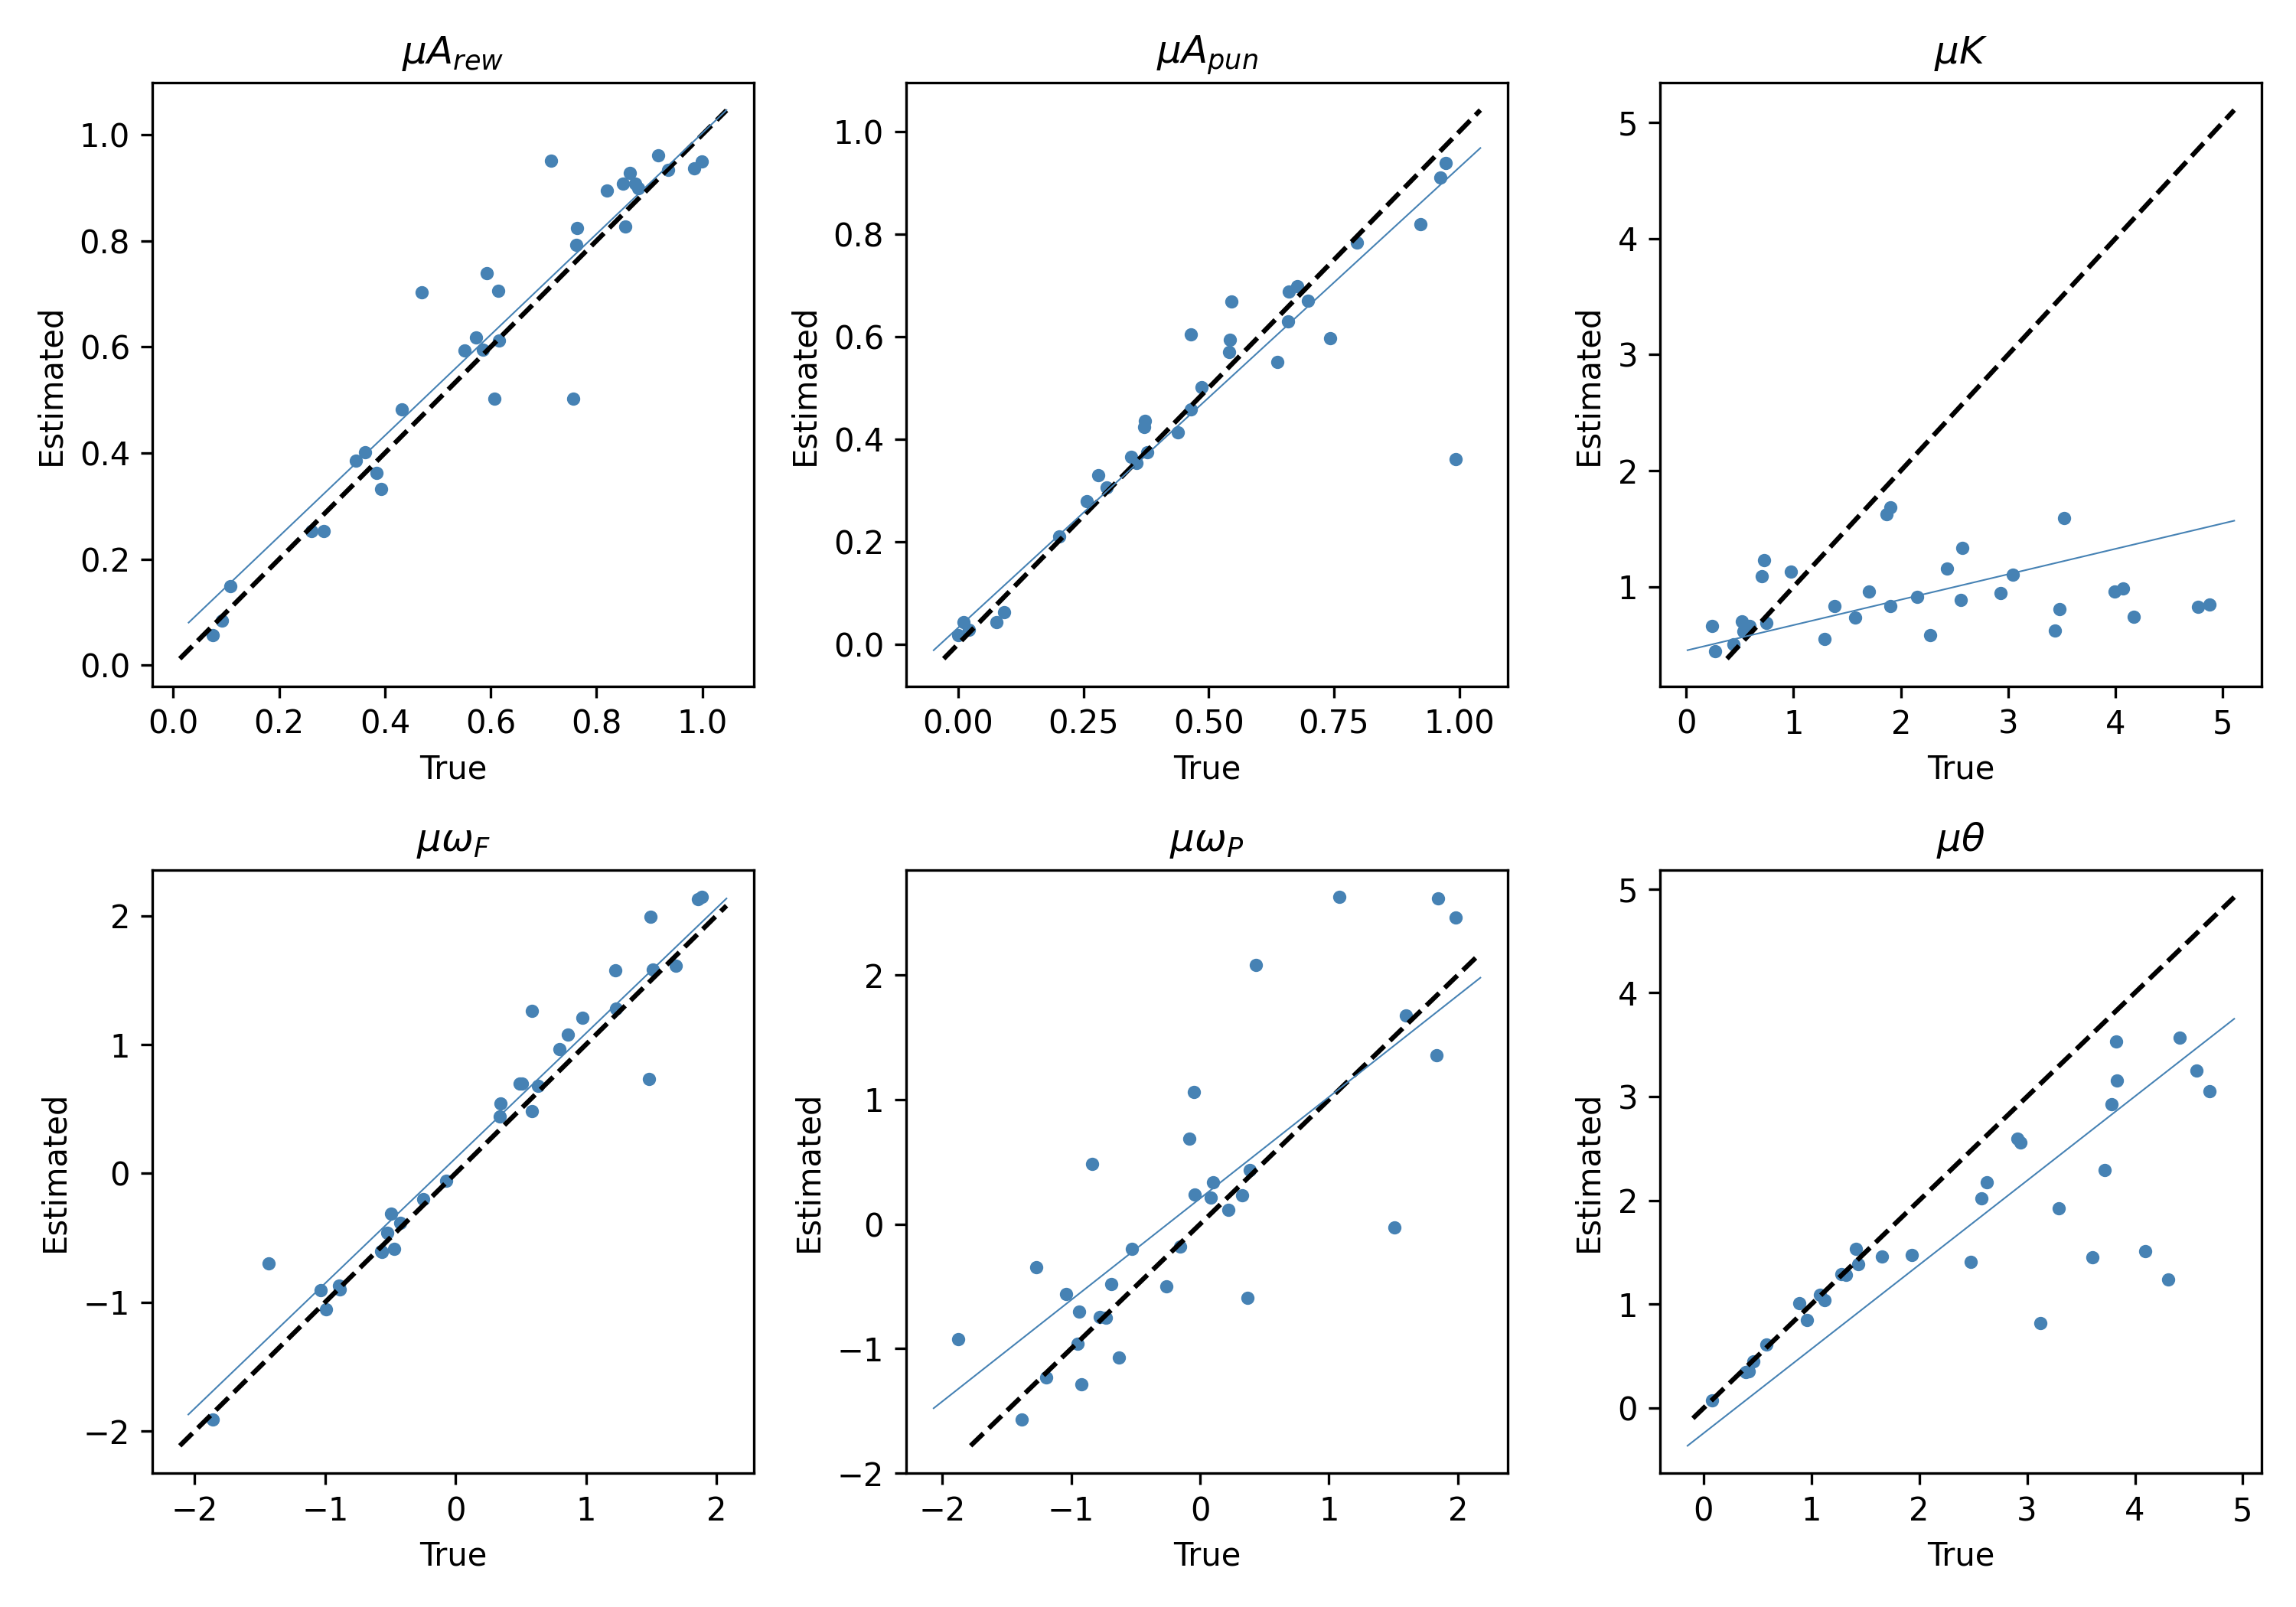 μA_rew
1.0
0.8
0.6
0.4
0.2
0.0
Estimated
0.0 0.2 0.4 0.6 0.8 1.0
True
μA_pun
1.0
0.8
0.6
0.4
0.2
0.0
Estimated
0.00 0.25 0.50 0.75 1.00
True
μK
5
4
3
2
1
Estimated
0 1 2 3 4 5
True
μω_F
2
1
0
−1
−2
Estimated
−2 −1 0 1 2
True
μω_P
2
1
0
−1
−2
Estimated
−2 −1 0 1 2
True
μθ
5
4
3
2
1
0
Estimated
0 1 2 3 4 5
True